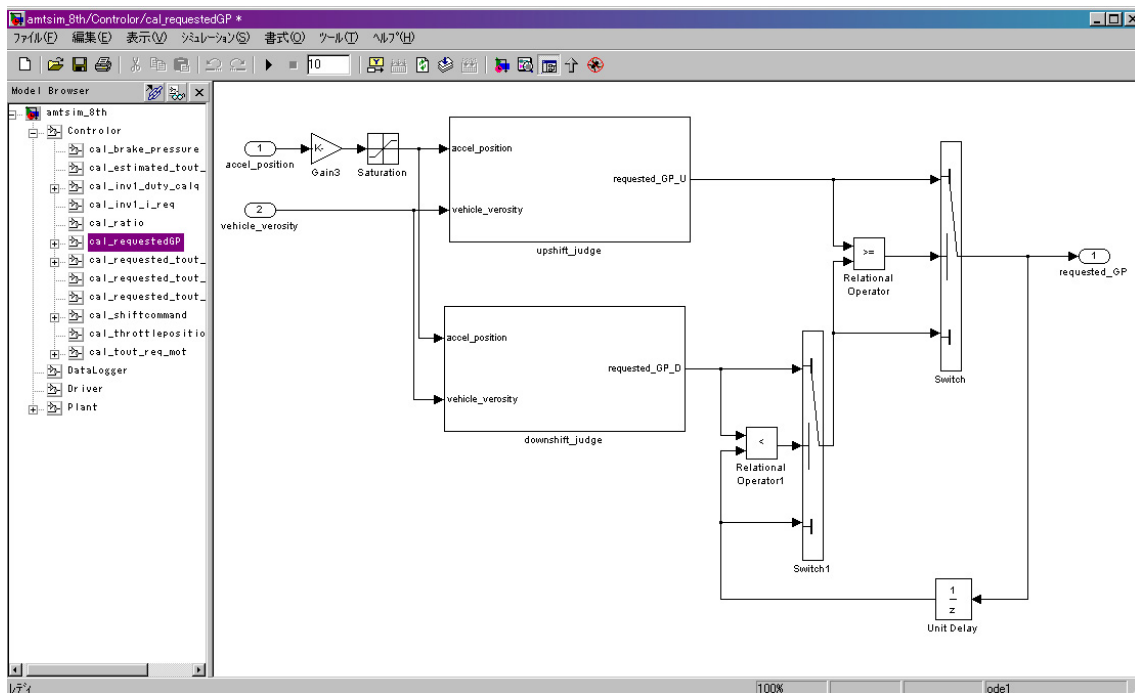 amtsim_8th/Controlor/cal_requestedGP *
ファイル(F) 編集(E) 表示(V) シミュレーション(S) 書式(O) ツール(T) ヘルプ(H)
10
Model Browser
amtsim_8th
Controlor
cal_brake_pressure
cal_estimated_tout_
cal_inv1_duty_calq
cal_inv1_i_req
cal_ratio
cal_requestedGP
cal_requested_tout_
cal_requested_tout_
cal_requested_tout_
cal_shiftcommand
cal_throttlepositio
cal_tout_req_mot
DataLogger
Driver
Plant
1
accel_position
K-
Gain3
Saturation
2
vehicle_verosity
accel_position
requested_GP_U
vehicle_verosity
upshift_judge
accel_position
requested_GP_D
vehicle_verosity
downshift_judge
>=
Relational
Operator
<
Relational
Operator1
Switch1
Switch
1
requested_GP
1
z
Unit Delay
レディ
100%
ode1